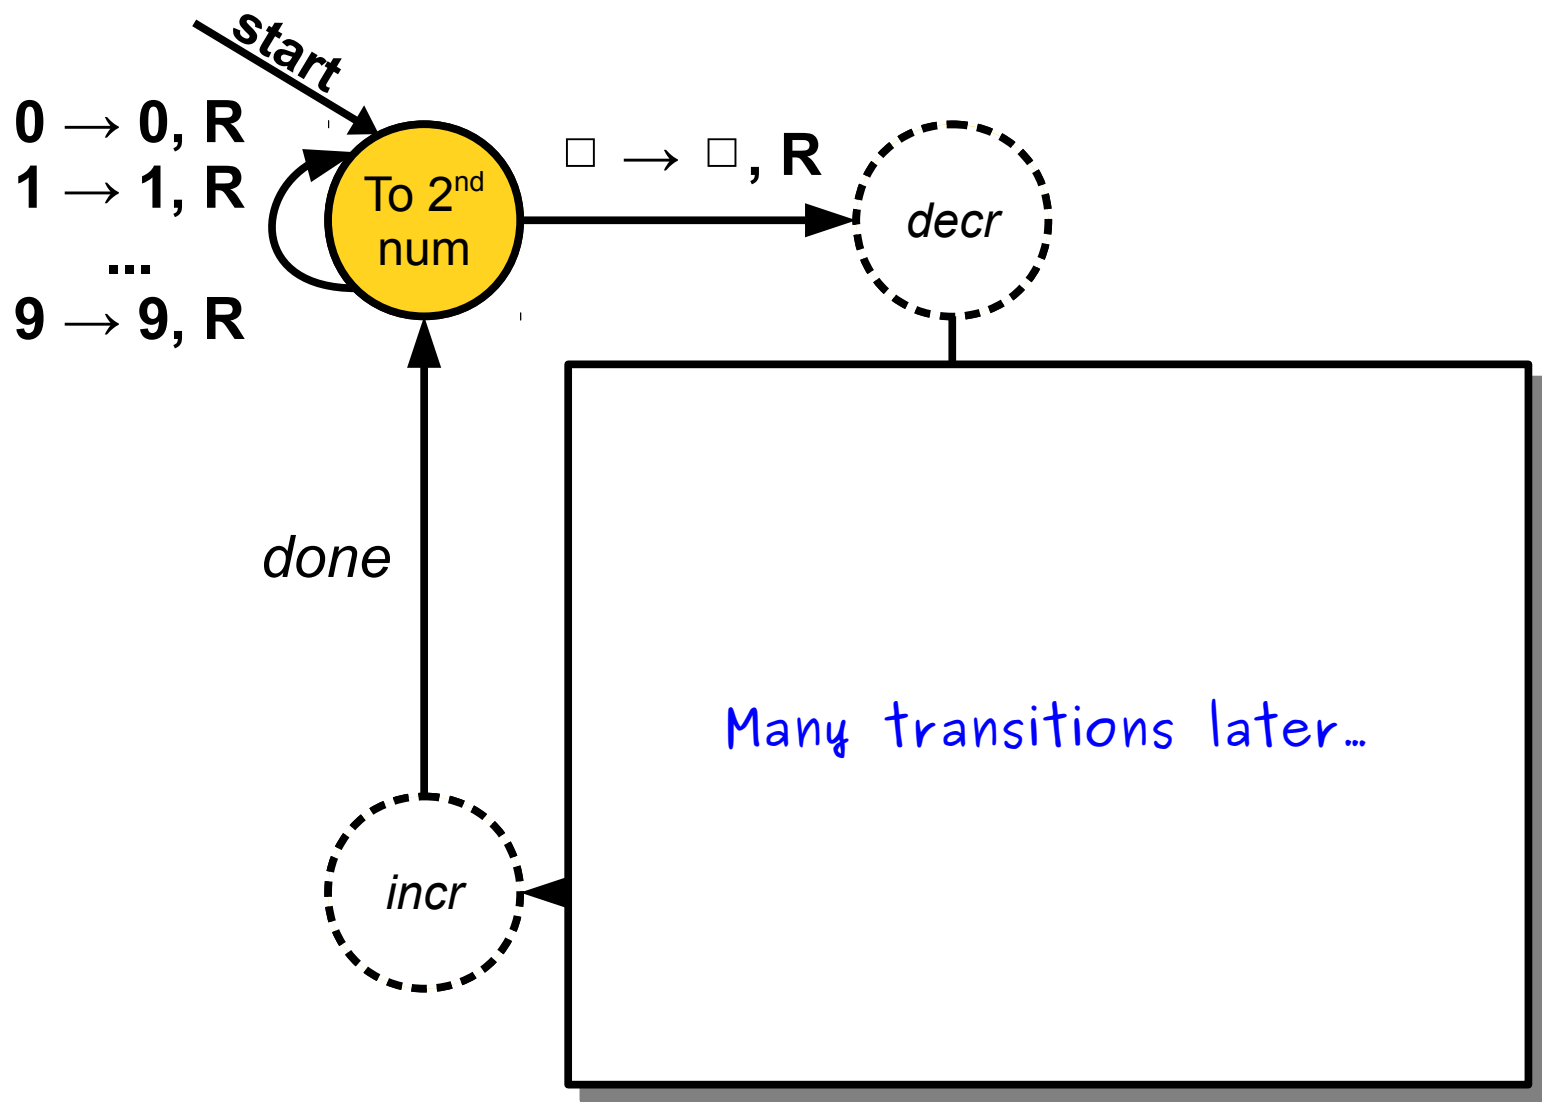 start
0 → 0, R
1 → 1, R
...
9 → 9, R
To 2nd
num
□ → □, R
decr
done
Many transitions later...
incr